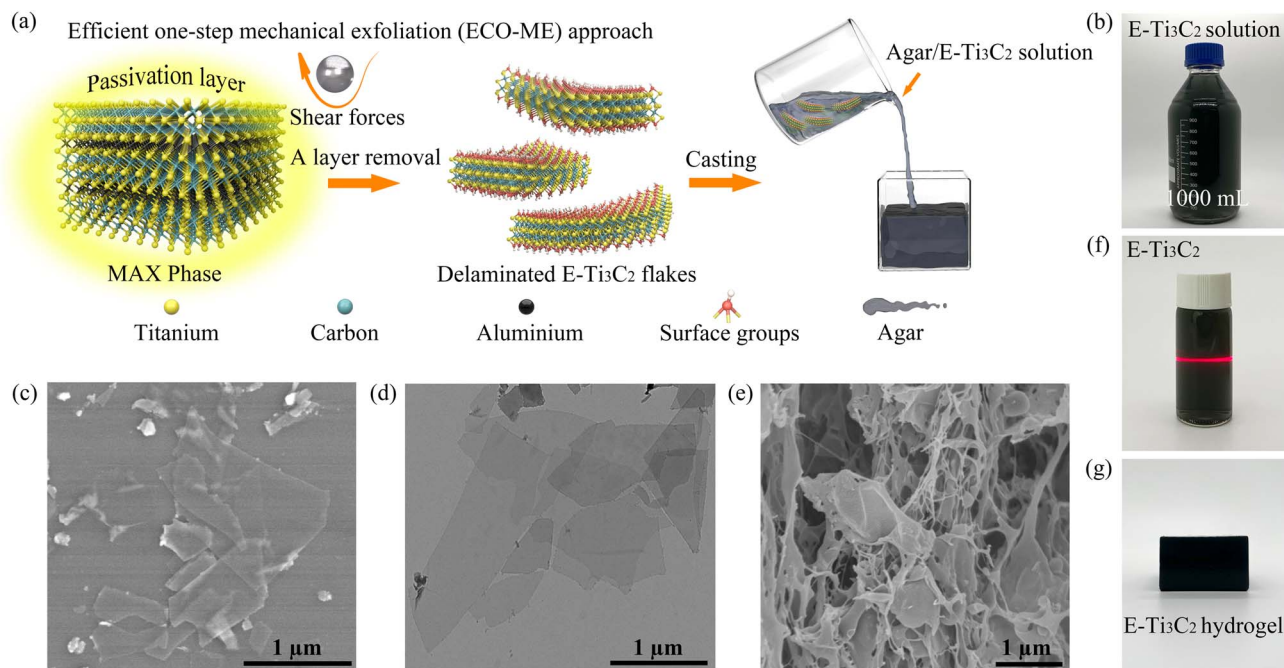 (a)
Efficient one-step mechanical exfoliation (ECO-ME) approach
Passivation layer
Shear forces
A layer removal
MAX Phase
Delaminated E-Ti₃C₂ flakes
Casting
Agar/E-Ti₃C₂ solution
Titanium
Carbon
Aluminium
Surface groups
Agar
(b)
E-Ti₃C₂ solution
1000 mL
(f)
E-Ti₃C₂
(c)
1 µm
(d)
1 µm
(e)
1 µm
(g)
E-Ti₃C₂ hydrogel